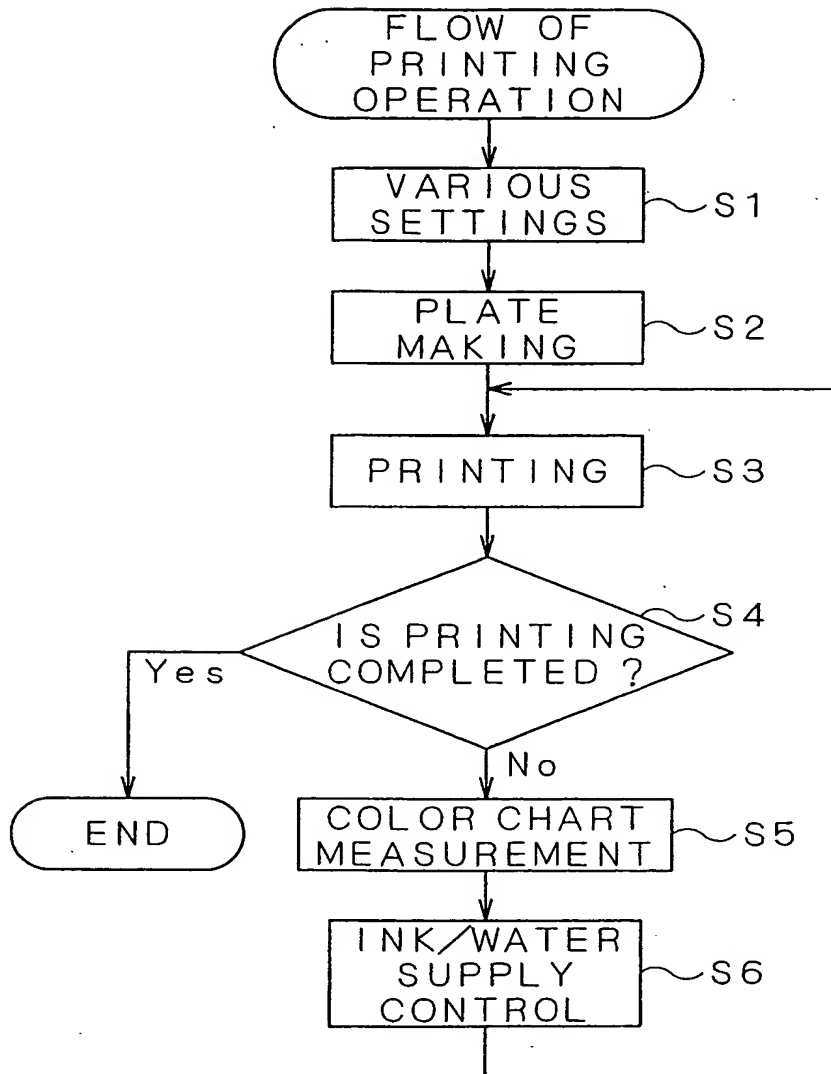 FLOW OF
PRINTING
OPERATION
VARIOUS
SETTINGS
S1
PLATE
MAKING
S2
PRINTING
S3
S4
IS PRINTING
COMPLETED ?
Yes
No
END
COLOR CHART
MEASUREMENT
S5
INK/WATER
SUPPLY
CONTROL
S6